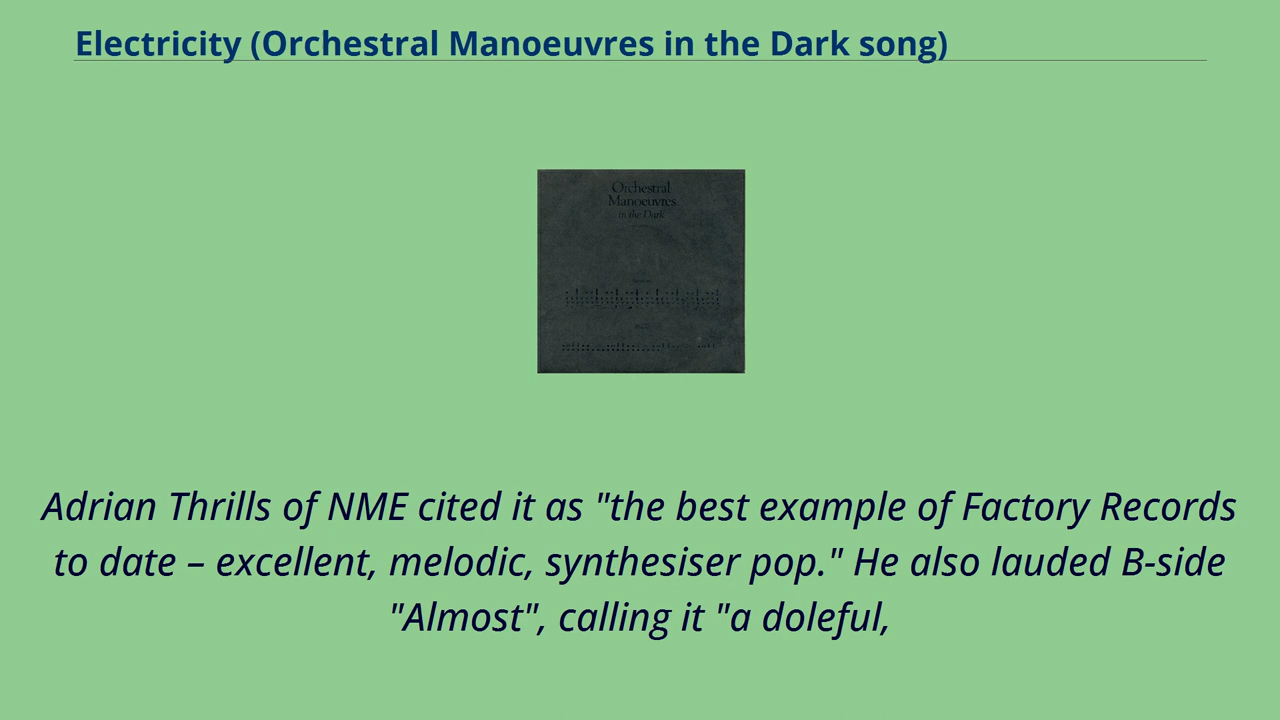 Electricity (Orchestral Manoeuvres in the Dark song)
Orchestral
Manoeuvres
in the Dark
Adrian Thrills of NME cited it as "the best example of Factory Records
to date – excellent, melodic, synthesiser pop." He also lauded B-side
"Almost", calling it "a doleful,